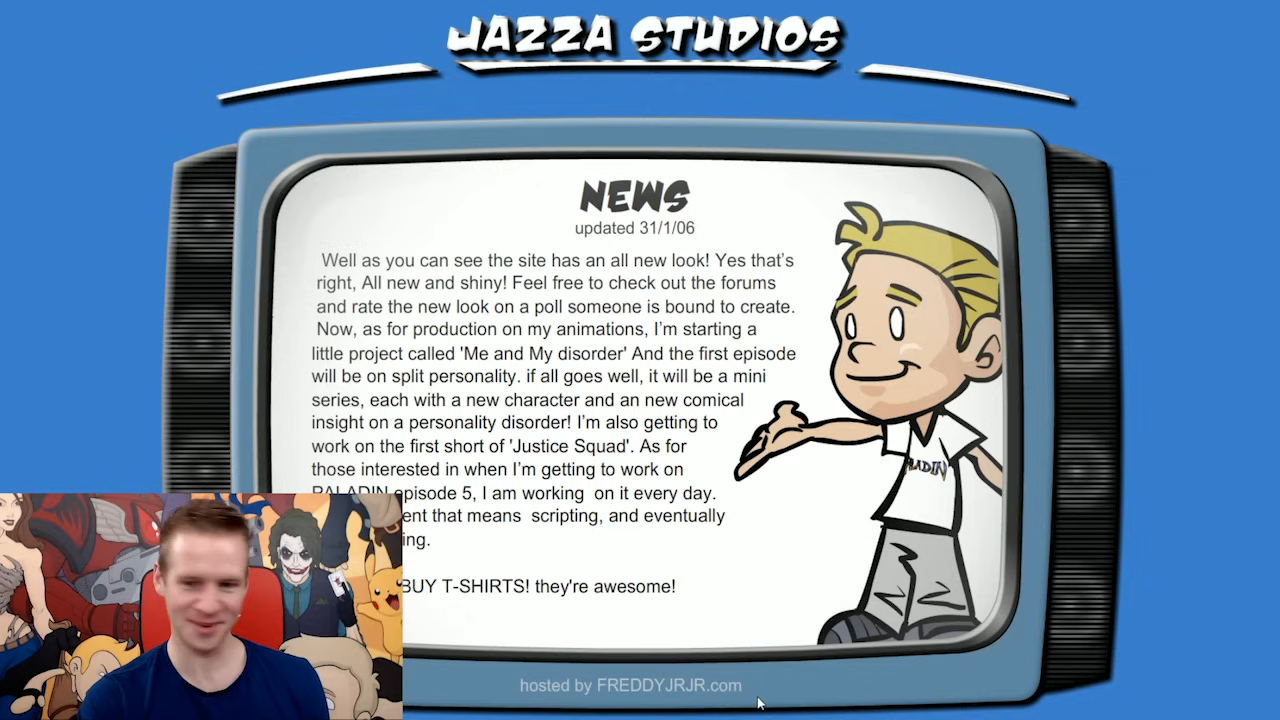 JAZZA STUDIOS
NEWS
updated 31/1/06
Well as you can see the site has an all new look! Yes that's
right, All new and shiny! Feel free to check out the forums
and rate the new look on a poll someone is bound to create.
Now, as for production on my animations, I'm starting a
little project called 'Me and My disorder' And the first episode
will be on split personality. if all goes well, it will be a mini
series, each with a new character and an new comical
insight on a personality disorder! I'm also getting to
work on the first short of 'Justice Squad'. As for
those interested in when I'm getting to work on
PALADIN episode 5, I am working on it every day.
that means scripting, and eventually
BUY T-SHIRTS! they're awesome!
hosted by FREDDYJRJR.com